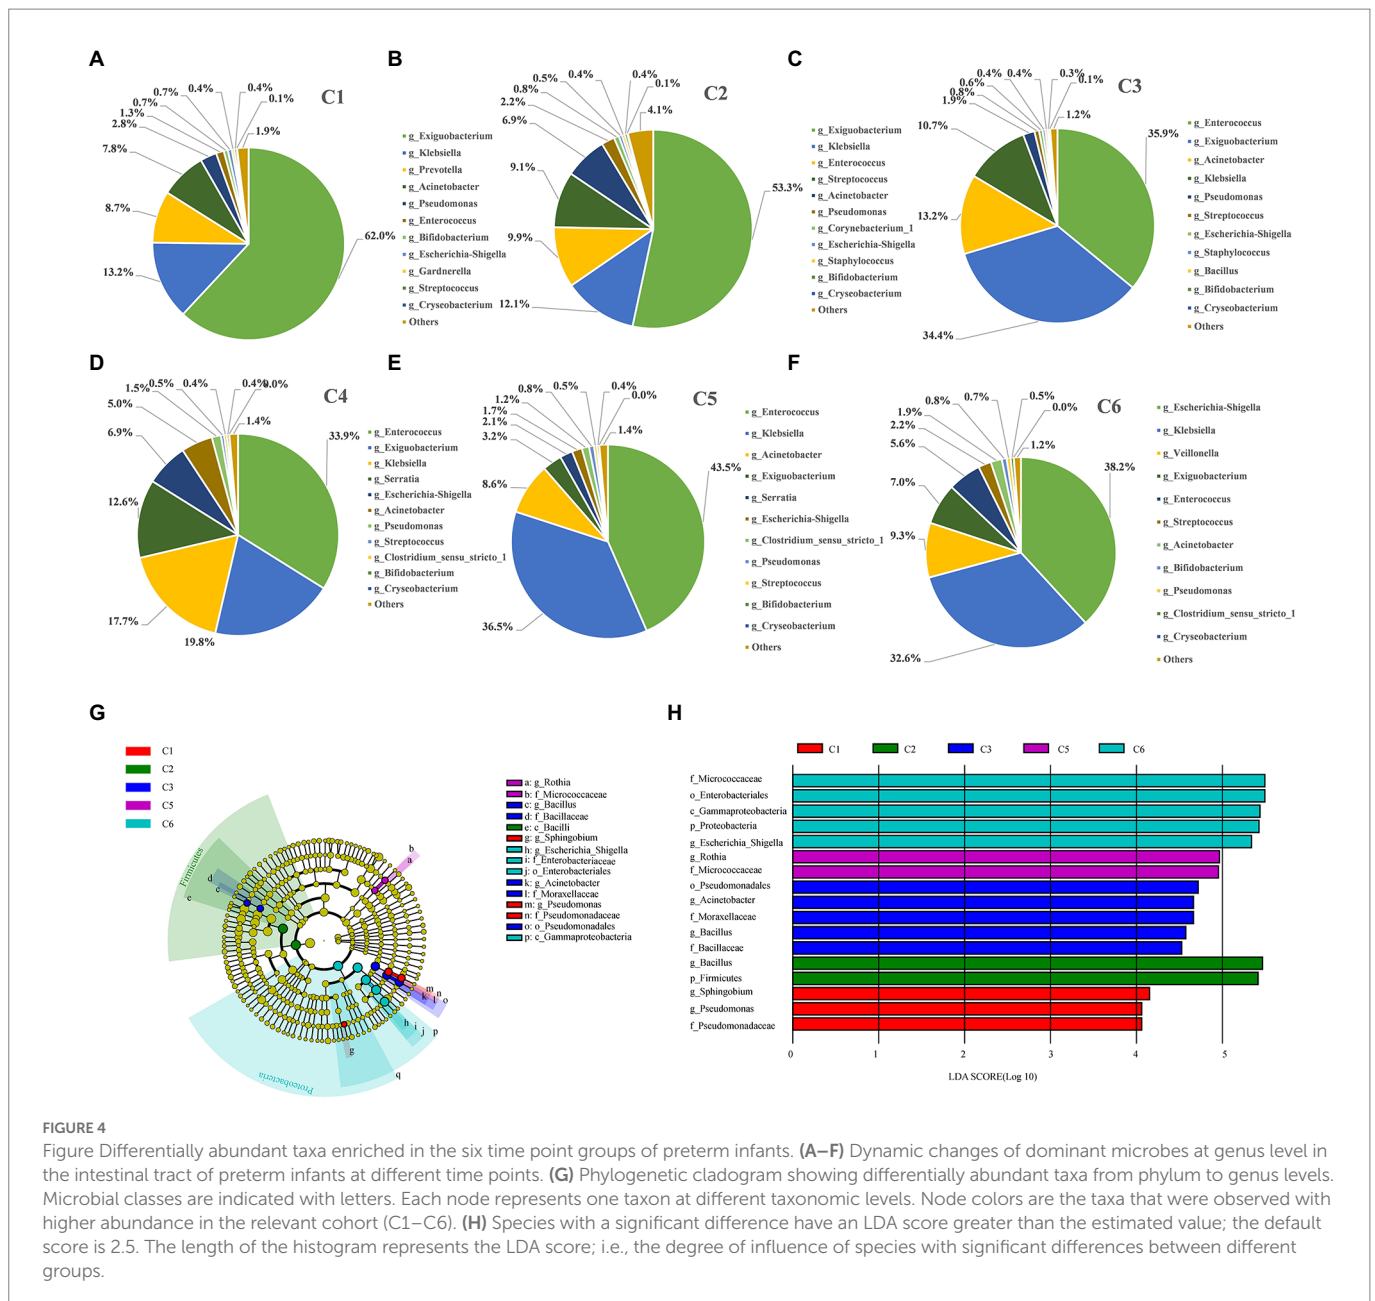 A
C1
0.4%
0.4%
0.7%
0.1%
0.7%
1.3%
1.9%
2.8%
7.8%
8.7%
13.2%
62.0%
g_Exiguobacterium
g_Klebsiella
g_Prevotella
g_Acinetobacter
g_Pseudomonas
g_Enterococcus
g_Bifidobacterium
g_Escherichia-Shigella
g_Gardnerella
g_Streptococcus
g_Cryseobacterium
Others
B
C2
0.4%
0.4%
0.5%
0.1%
0.8%
2.2%
4.1%
6.9%
9.1%
9.9%
12.1%
53.3%
g_Exiguobacterium
g_Klebsiella
g_Enterococcus
g_Streptococcus
g_Acinetobacter
g_Pseudomonas
g_Corynebacterium_1
g_Escherichia-Shigella
g_Staphylococcus
g_Bifidobacterium
g_Cryseobacterium
Others
C
C3
0.4%
0.4%
0.3%
0.6%
0.1%
0.8%
1.9%
1.2%
10.7%
13.2%
34.4%
35.9%
g_Enterococcus
g_Exiguobacterium
g_Acinetobacter
g_Klebsiella
g_Pseudomonas
g_Streptococcus
g_Escherichia-Shigella
g_Staphylococcus
g_Bacillus
g_Bifidobacterium
g_Cryseobacterium
Others
D
C4
1.5%
0.5%
0.4%
0.4%
0.0%
5.0%
1.4%
6.9%
12.6%
17.7%
19.8%
33.9%
g_Enterococcus
g_Exiguobacterium
g_Klebsiella
g_Serratia
g_Escherichia-Shigella
g_Acinetobacter
g_Pseudomonas
g_Streptococcus
g_Clostridium_sensu_stricto_1
g_Bifidobacterium
g_Cryseobacterium
Others
E
C5
0.8%
0.5%
0.4%
1.2%
0.0%
1.7%
2.1%
1.4%
3.2%
8.6%
36.5%
43.5%
g_Enterococcus
g_Klebsiella
g_Acinetobacter
g_Exiguobacterium
g_Serratia
g_Escherichia-Shigella
g_Clostridium_sensu_stricto_1
g_Pseudomonas
g_Streptococcus
g_Bifidobacterium
g_Cryseobacterium
Others
F
C6
0.8%
0.7%
0.5%
1.9%
0.0%
2.2%
5.6%
1.2%
7.0%
9.3%
32.6%
38.2%
g_Escherichia-Shigella
g_Klebsiella
g_Veillonella
g_Exiguobacterium
g_Enterococcus
g_Streptococcus
g_Acinetobacter
g_Bifidobacterium
g_Pseudomonas
g_Clostridium_sensu_stricto_1
g_Cryseobacterium
Others
G
C1
C2
C3
C5
C6
Firmicutes
Proteobacteria
b
a
d
c
e
m
n
k
l
o
h
i
j
p
g
q
a: g_Rothia
b: f_Micrococcaceae
c: g_Bacillus
d: f_Bacillaceae
e: c_Bacilli
g: g_Sphingobium
h: g_Escherichia_Shigella
i: f_Enterobacteriaceae
j: o_Enterobacteriales
k: g_Acinetobacter
l: f_Moraxellaceae
m: g_Pseudomonas
n: f_Pseudomonadaceae
o: o_Pseudomonadales
p: c_Gammaproteobacteria
H
C1 C2 C3 C5 C6
f_Micrococcaceae
o_Enterobacteriales
c_Gammaproteobacteria
p_Proteobacteria
g_Escherichia_Shigella
g_Rothia
f_Micrococcaceae
o_Pseudomonadales
g_Acinetobacter
f_Moraxellaceae
g_Bacillus
f_Bacillaceae
g_Bacillus
p_Firmicutes
g_Sphingobium
g_Pseudomonas
f_Pseudomonadaceae
0 1 2 3 4 5
LDA SCORE(Log 10)
FIGURE 4
Figure Differentially abundant taxa enriched in the six time point groups of preterm infants. (A–F) Dynamic changes of dominant microbes at genus level in
the intestinal tract of preterm infants at different time points. (G) Phylogenetic cladogram showing differentially abundant taxa from phylum to genus levels.
Microbial classes are indicated with letters. Each node represents one taxon at different taxonomic levels. Node colors are the taxa that were observed with
higher abundance in the relevant cohort (C1–C6). (H) Species with a significant difference have an LDA score greater than the estimated value; the default
score is 2.5. The length of the histogram represents the LDA score; i.e., the degree of influence of species with significant differences between different
groups.